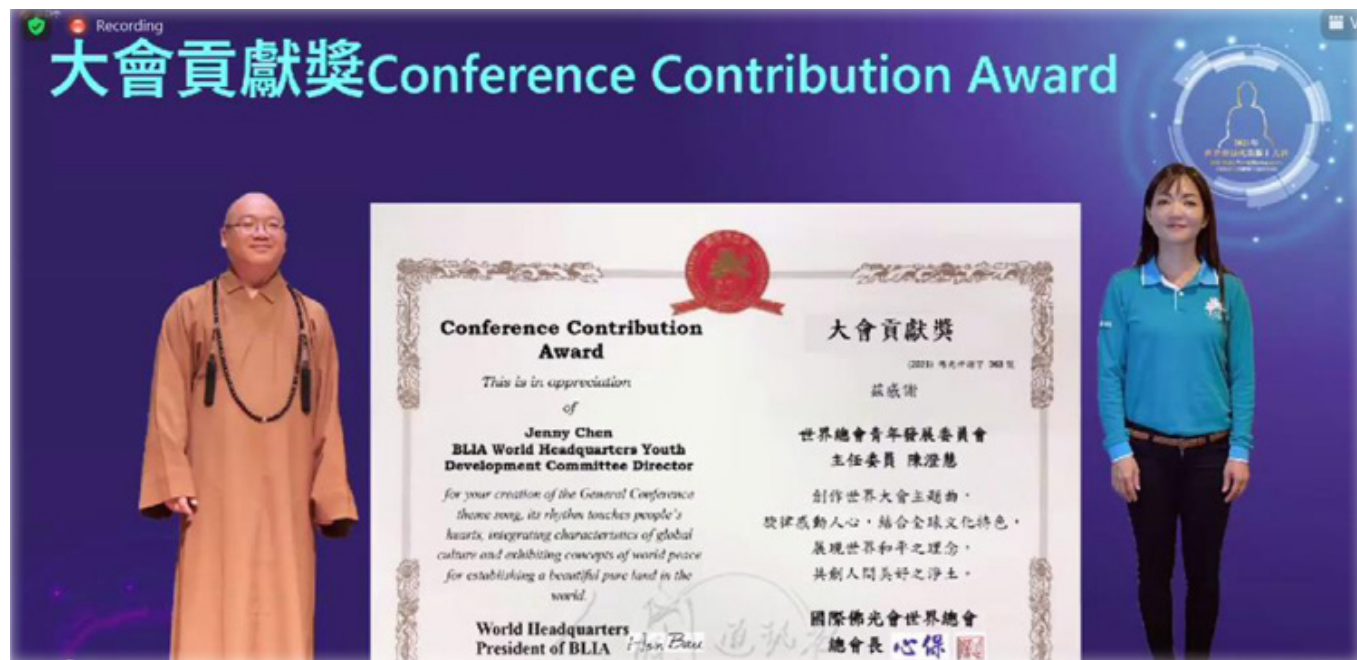 Recording
大會貢獻獎Conference Contribution Award
Conference Contribution
Award
This is in appreciation
of
Jenny Chen
BLIA World Headquarters Youth
Development Committee Director
for your creation of the General Conference
theme song, its rhythm touches people's
hearts, integrating characteristics of global
culture and exhibiting concepts of world peace
for establishing a beautiful pure land in the
world.
World Headquarters
President of BLIA
大會貢獻獎
茲感謝
世界總會青年發展委員會
主任委員 陳澄慧
創作世界大會主題曲，
旋律感動人心，結合全球文化特色，
展現世界和平之理念，
共創人間美好之淨土。
國際佛光會世界總會
總會長 心保